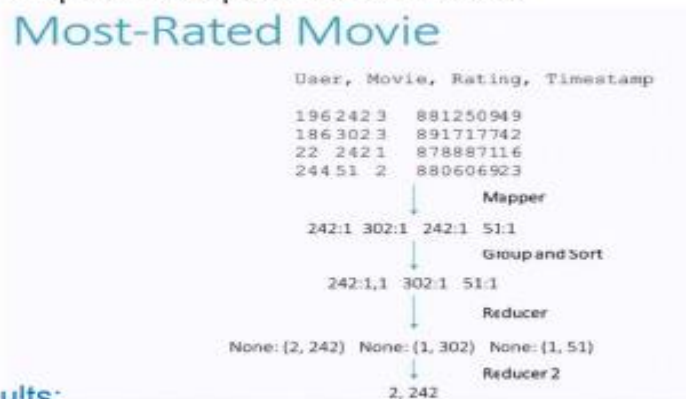 Most-Rated Movie
User, Movie, Rating, Timestamp
196 242 3 881250949
186 302 3 891717742
22 242 1 878887116
244 51 2 880606923
Mapper
242:1 302:1 242:1 51:1
Group and Sort
242:1,1 302:1 51:1
Reducer
None: (2, 242) None: (1, 302) None: (1, 51)
Reducer 2
2, 242